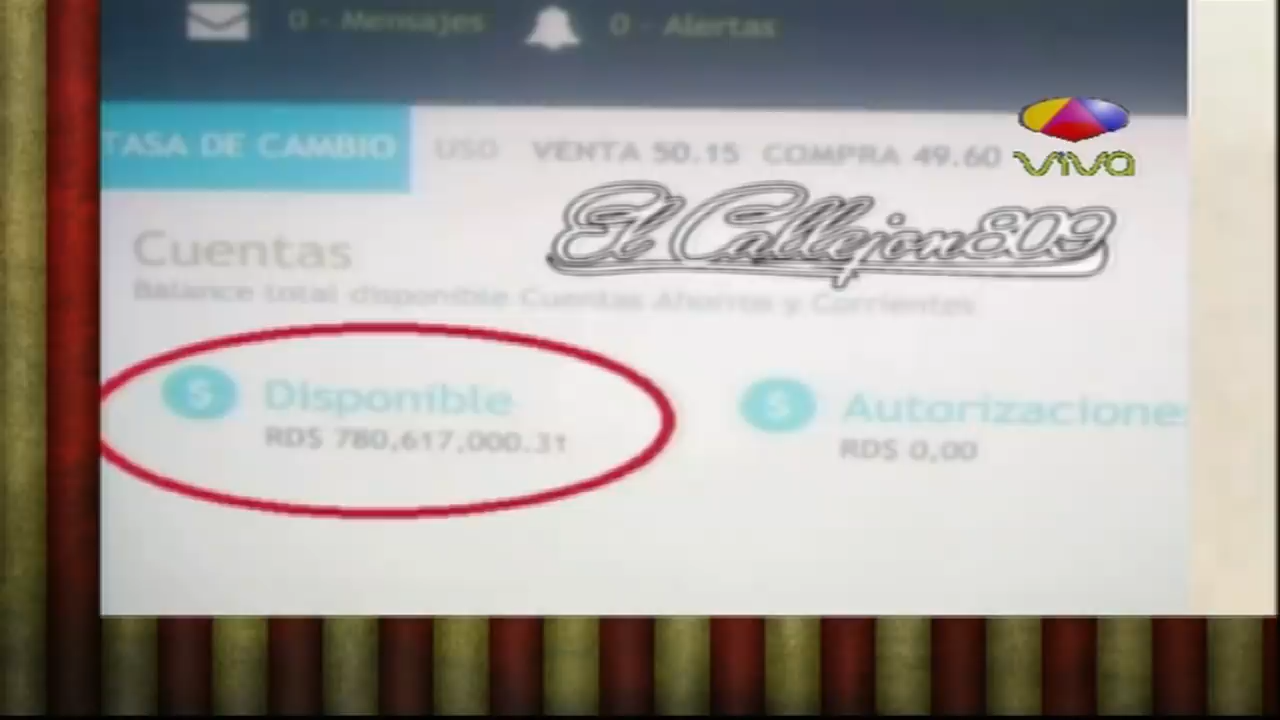 0 - Mensajes 0 - Alertas
TASA DE CAMBIO USD VENTA 50.15 COMPRA 49.60
VIVA
El Callejon809
Cuentas
Balance total disponible Cuentas Ahorros y Corrientes
$ Disponible
RD$ 780,617,000.31
$ Autorizacione
RD$ 0,00